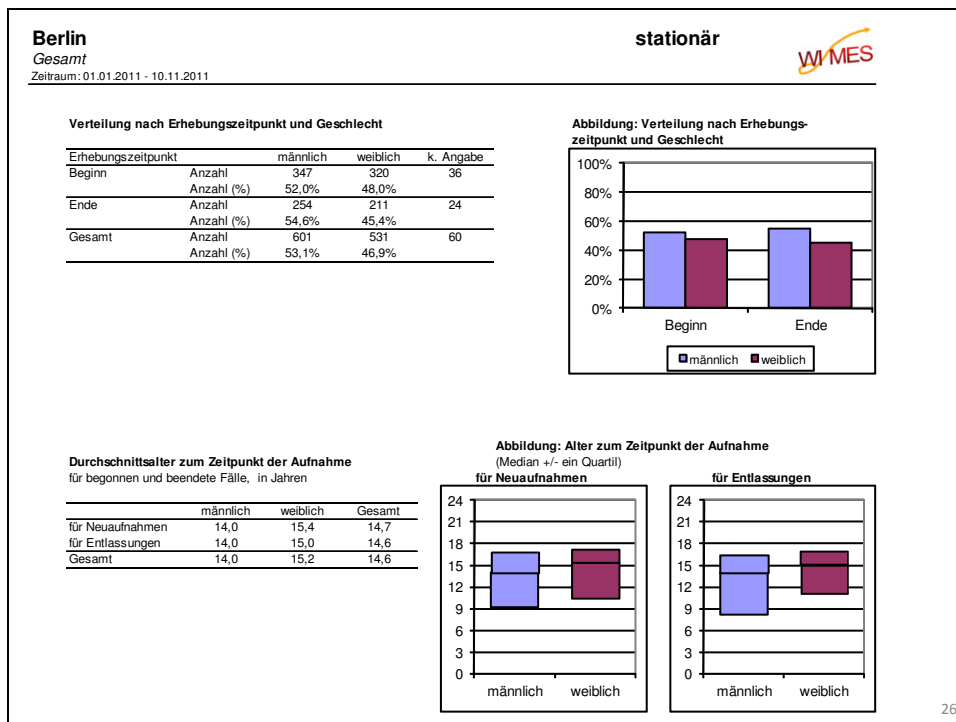 Berlin
stationär
Gesamt
Zeitraum: 01.01.2011 - 10.11.2011
WIMES
Verteilung nach Erhebungszeitpunkt und Geschlecht
Erhebungszeitpunkt männlich weiblich k. Angabe
Beginn Anzahl 347 320 36
Anzahl (%) 52,0% 48,0%
Ende Anzahl 254 211 24
Anzahl (%) 54,6% 45,4%
Gesamt Anzahl 601 531 60
Anzahl (%) 53,1% 46,9%
Abbildung: Verteilung nach Erhebungs-
zeitpunkt und Geschlecht
100%
80%
60%
40%
20%
0%
Beginn Ende
männlich weiblich
Durchschnittsalter zum Zeitpunkt der Aufnahme
für begonnen und beendete Fälle, in Jahren
männlich weiblich Gesamt
für Neuaufnahmen 14,0 15,4 14,7
für Entlassungen 14,0 15,0 14,6
Gesamt 14,0 15,2 14,6
Abbildung: Alter zum Zeitpunkt der Aufnahme
(Median +/- ein Quartil)
für Neuaufnahmen
24
21
18
15
12
9
6
3
0
männlich weiblich
für Entlassungen
24
21
18
15
12
9
6
3
0
männlich weiblich
26